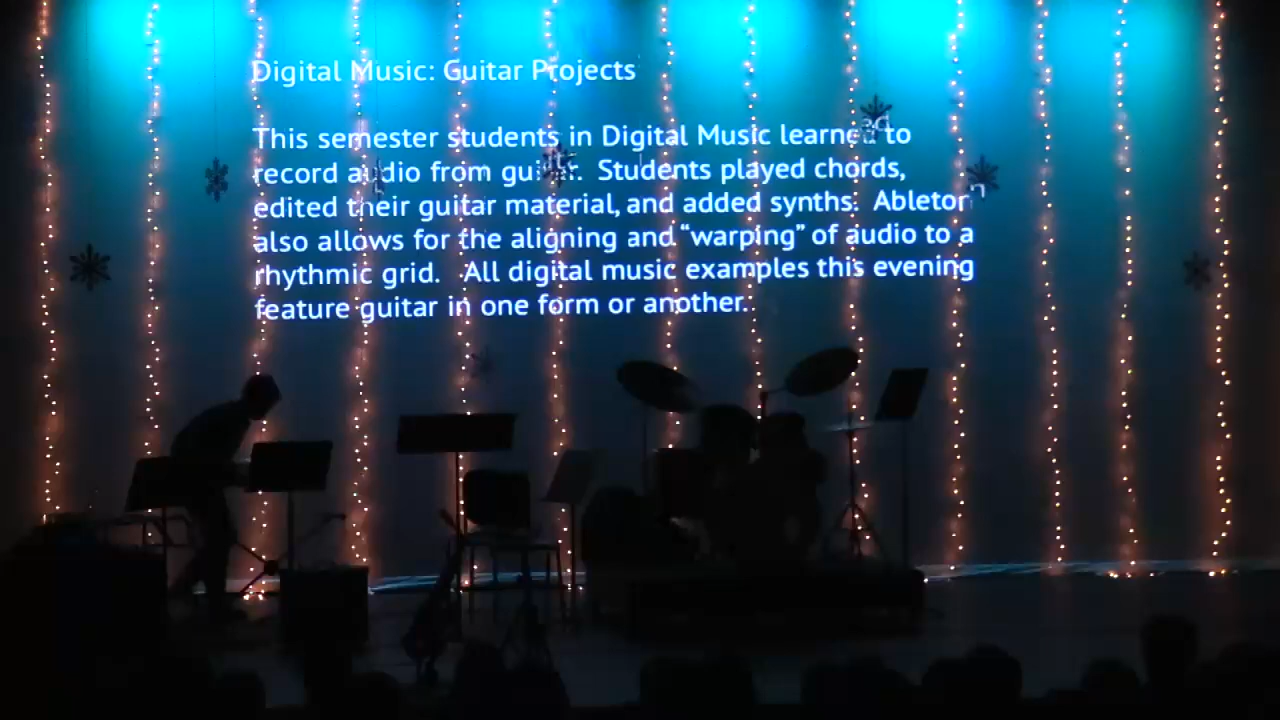 Digital Music: Guitar Projects
This semester students in Digital Music learned to
record audio from guitar.  Students played chords,
edited their guitar material, and added synths.  Ableton
also allows for the aligning and “warping” of audio to a
rhythmic grid.  All digital music examples this evening
feature guitar in one form or another.